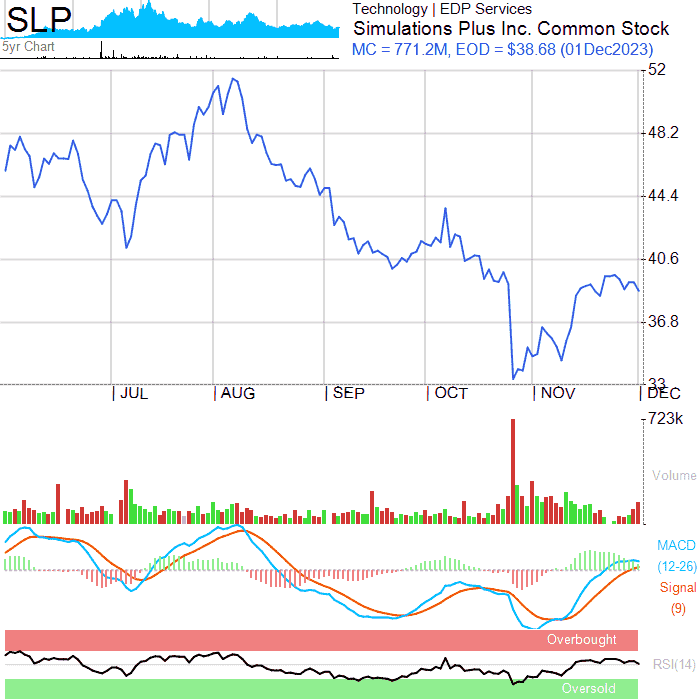 SLP
5yr Chart
Technology | EDP Services
Simulations Plus Inc. Common Stock
MC = 771.2M, EOD = $38.68 (01Dec2023)
52
48.2
44.4
40.6
36.8
33
JUL
AUG
SEP
OCT
NOV
DEC
723k
Volume
MACD
(12-26)
Signal
(9)
Overbought
RSI(14)
Oversold